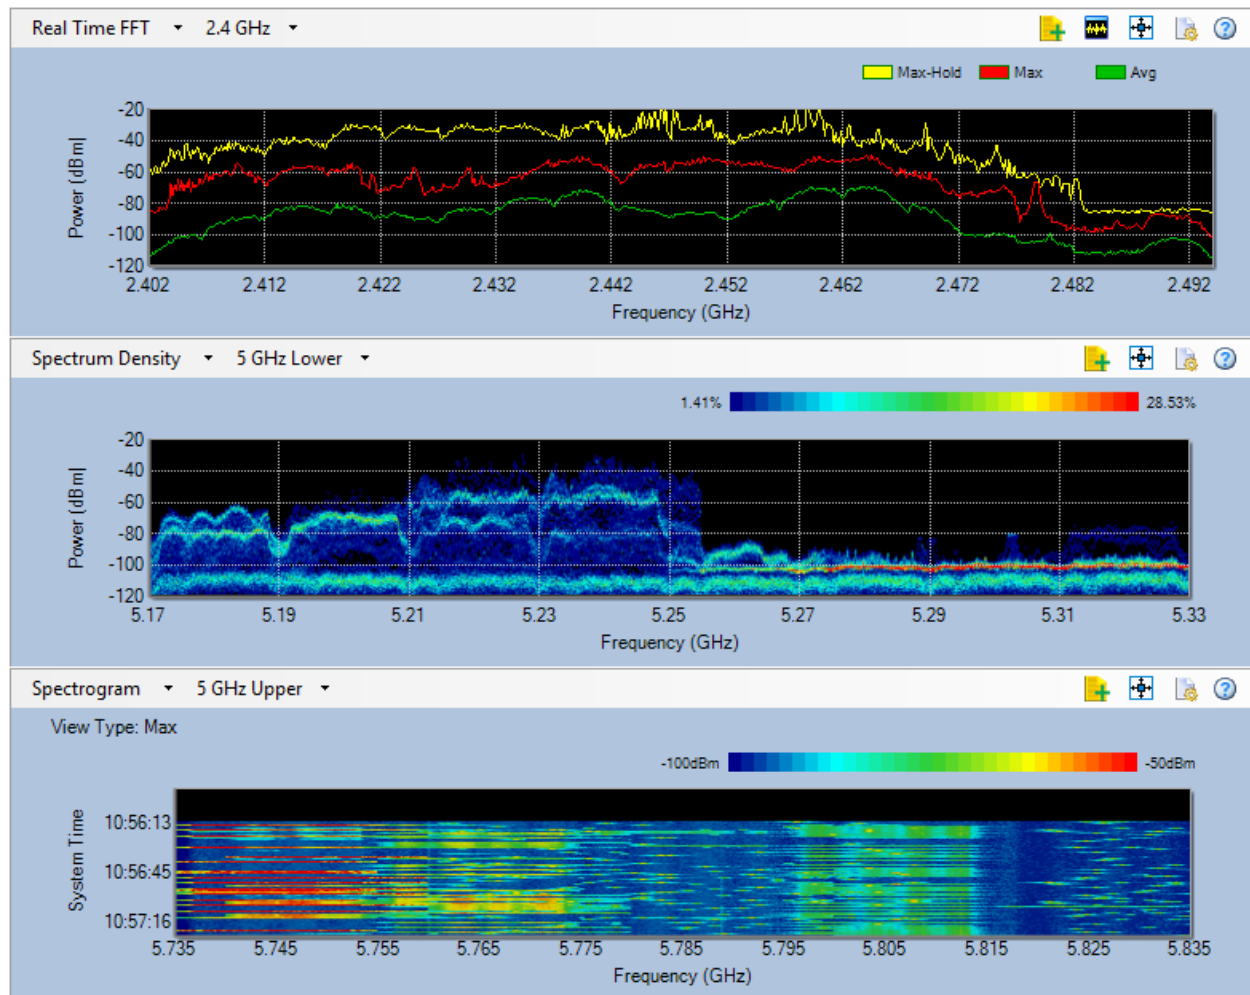 Real Time FFT 2.4 GHz
Max-Hold Max Avg
Power (dBm)
-20
-40
-60
-80
-100
-120
2.402 2.412 2.422 2.432 2.442 2.452 2.462 2.472 2.482 2.492
Frequency (GHz)
Spectrum Density 5 GHz Lower
1.41% 28.53%
Power (dBm)
-20
-40
-60
-80
-100
-120
5.17 5.19 5.21 5.23 5.25 5.27 5.29 5.31 5.33
Frequency (GHz)
Spectrogram 5 GHz Upper
View Type: Max
-100dBm -50dBm
System Time
10:56:13
10:56:45
10:57:16
5.735 5.745 5.755 5.765 5.775 5.785 5.795 5.805 5.815 5.825 5.835
Frequency (GHz)